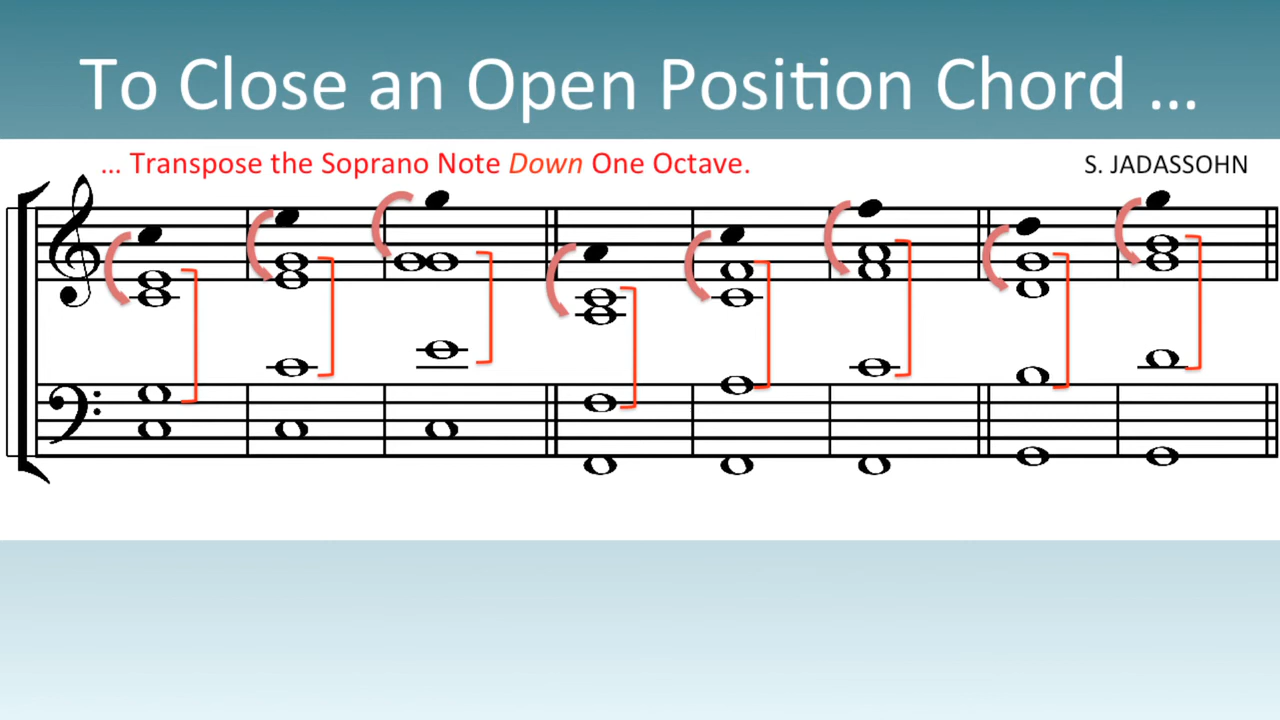 To Close an Open Position Chord ...
... Transpose the Soprano Note Down One Octave.
S. JADASSOHN